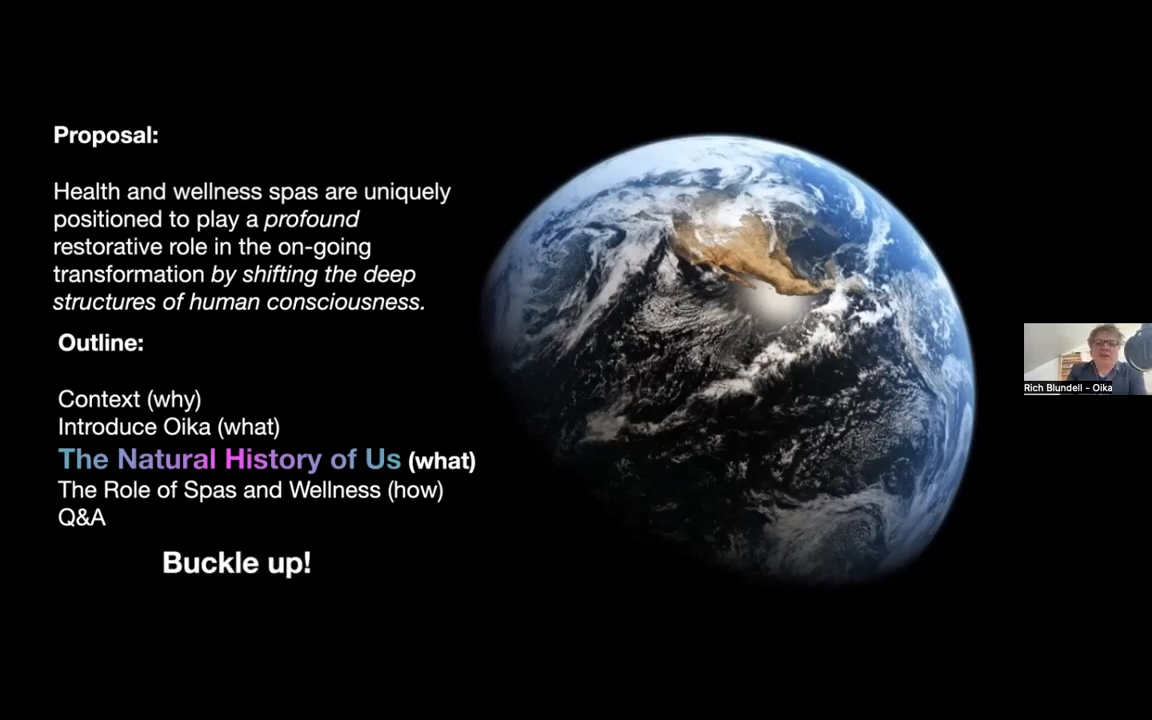 Proposal:
Health and wellness spas are uniquely
positioned to play a profound
restorative role in the on-going
transformation by shifting the deep
structures of human consciousness.
Outline:
Context (why)
Introduce Oika (what)
The Natural History of Us (what)
The Role of Spas and Wellness (how)
Q&A
Buckle up!
Rich Blundell - Oika